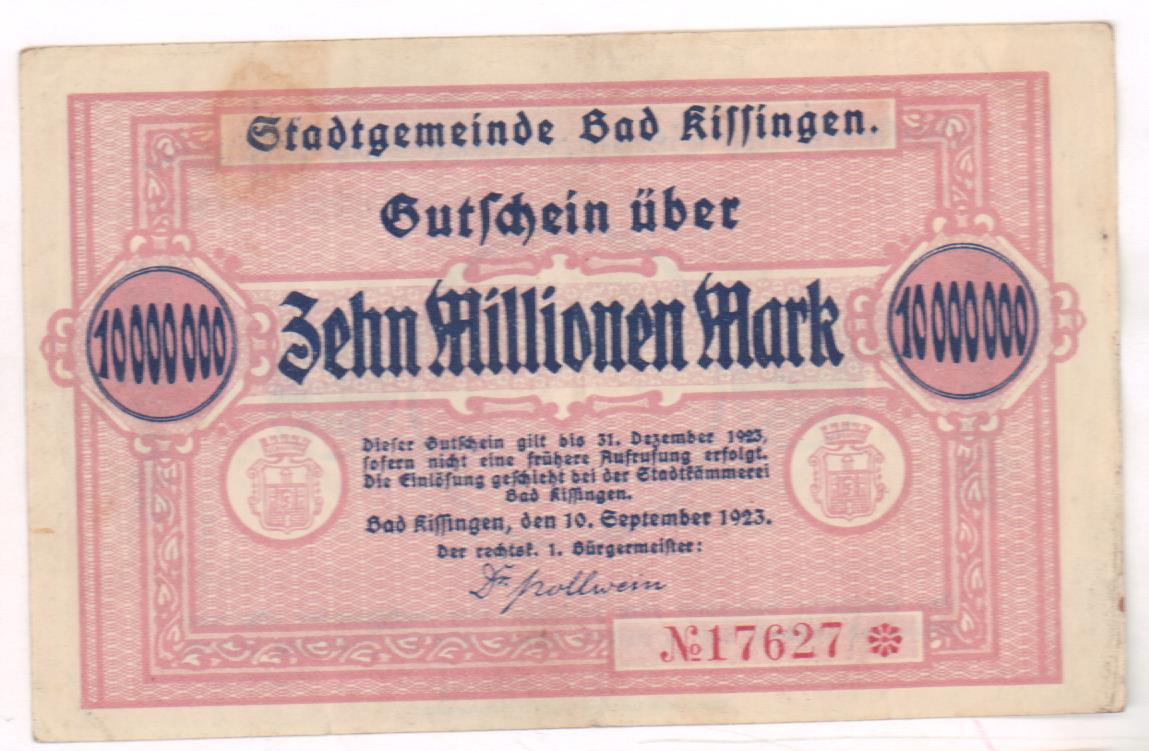 Stadtgemeinde Bad Kissingen.
Gutschein über
10000000 Zehn Millionen Mark 10000000
Dieser Gutschein gilt bis 31. Dezember 1923,
sofern nicht eine frühere Aufrufung erfolgt.
Die Einlösung geschieht bei der Stadtkämmerei
Bad Kissingen.
Bad Kissingen, den 10. September 1923.
Der rechtsk. 1. Bürgermeister:
Dr. Pollwein
№ 17627